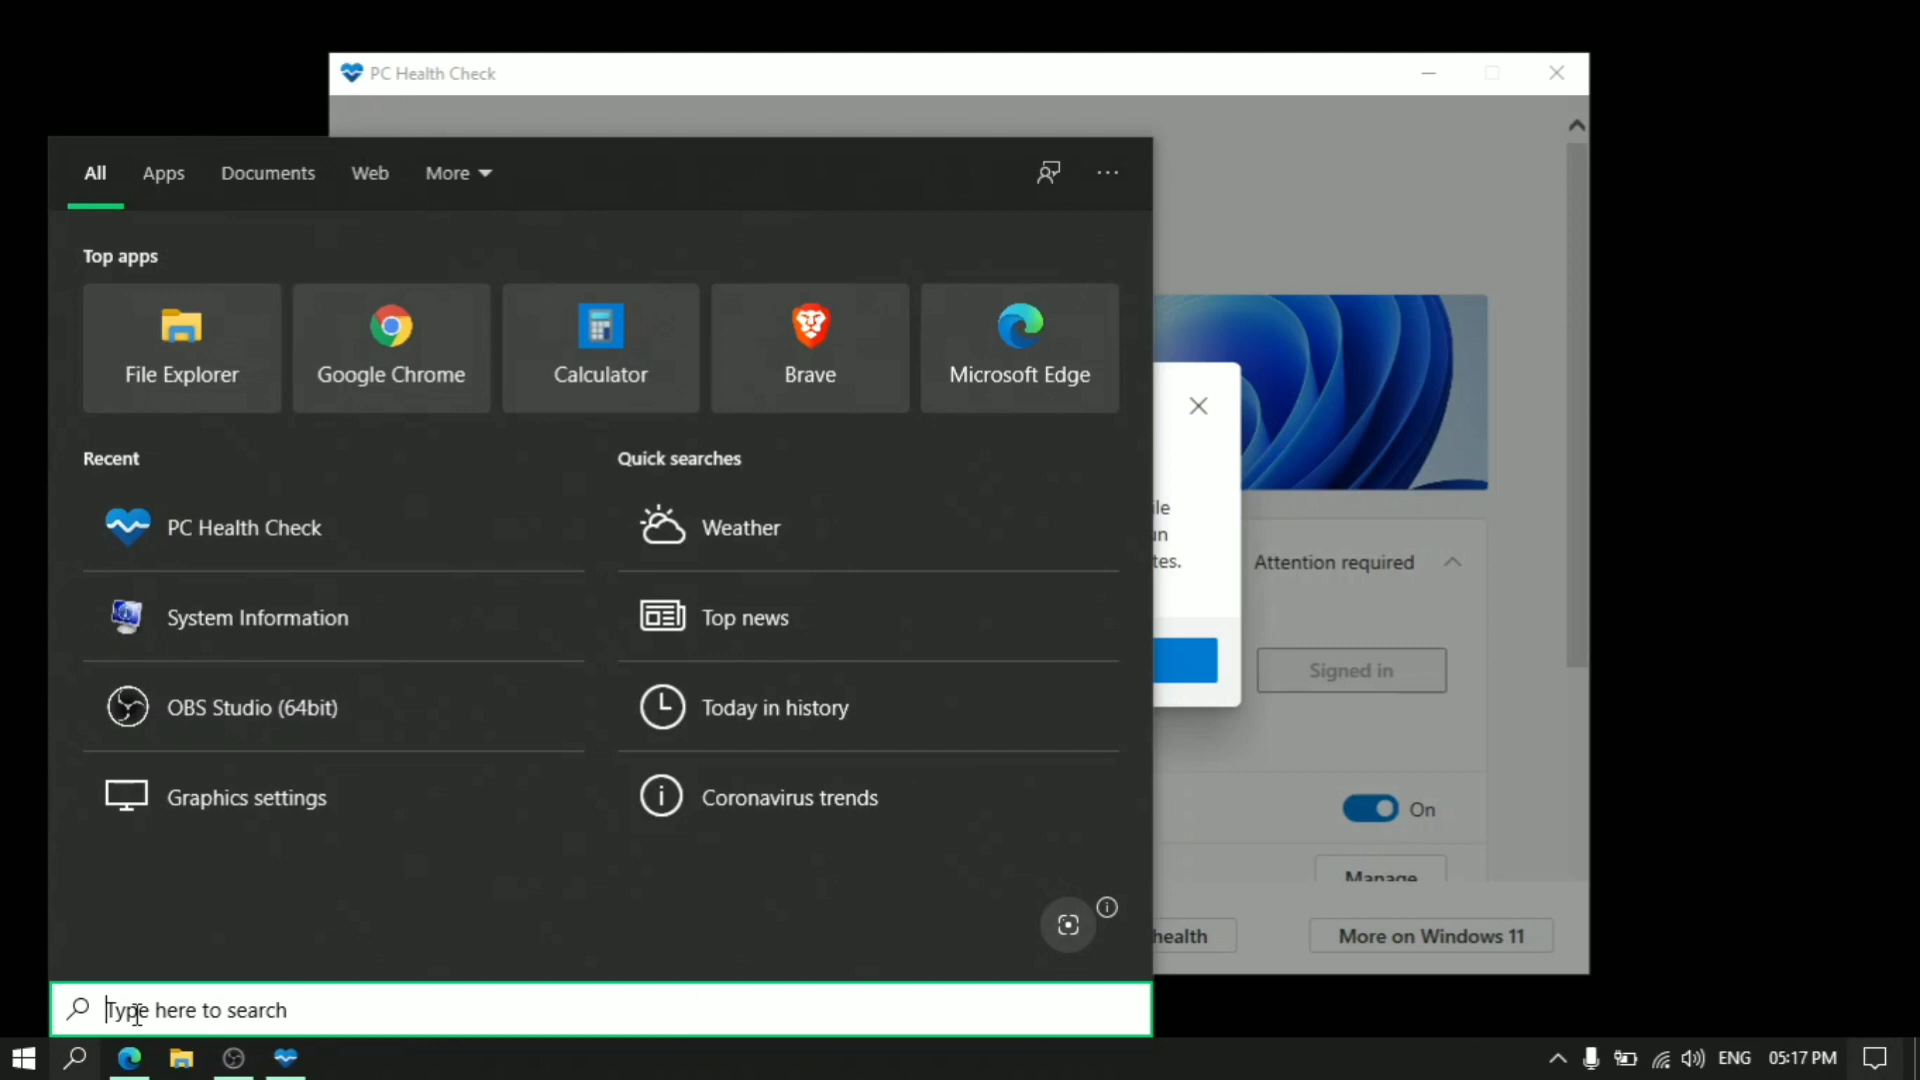 PC Health Check
All Apps Documents Web More
Top apps
File Explorer Google Chrome Calculator Brave Microsoft Edge
Recent
Quick searches
PC Health Check
Weather
System Information
Top news
OBS Studio (64bit)
Today in history
Graphics settings
Coronavirus trends
ile
un
tes.
Attention required
Signed in
On
Manage
health
More on Windows 11
Type here to search
ENG 05:17 PM